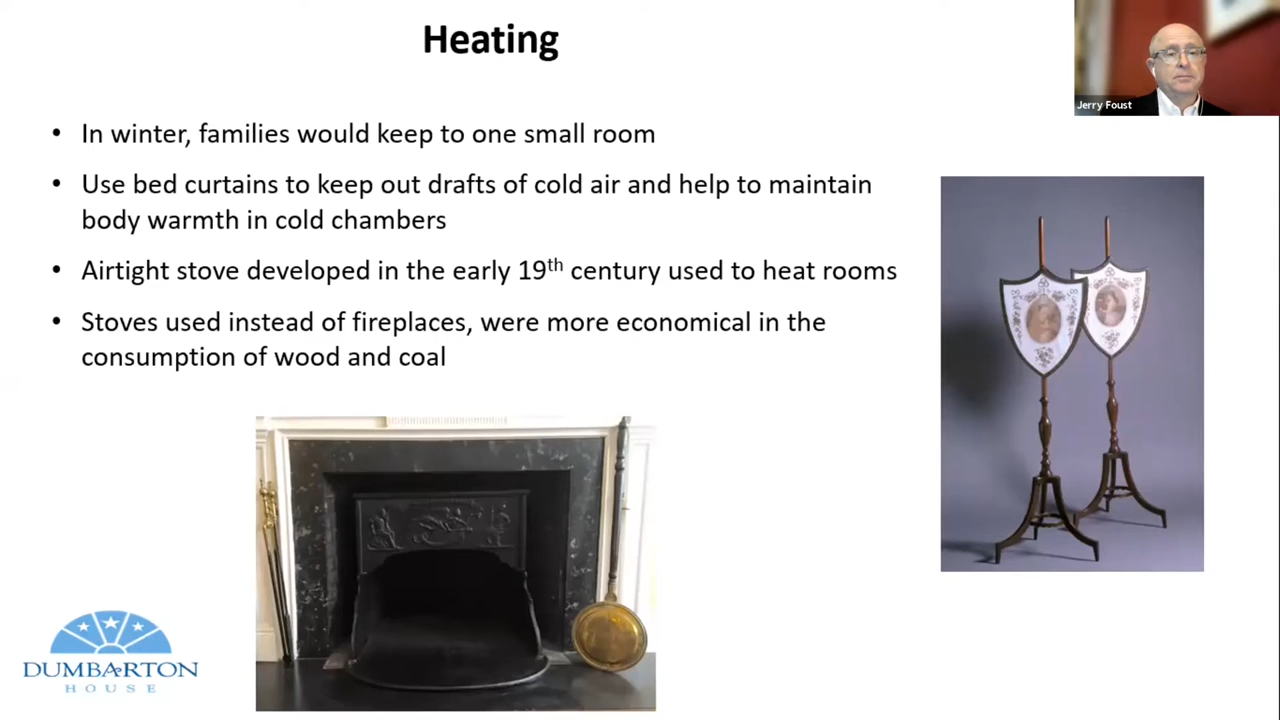 Heating
Jerry Foust
• In winter, families would keep to one small room
• Use bed curtains to keep out drafts of cold air and help to maintain
body warmth in cold chambers
• Airtight stove developed in the early 19th century used to heat rooms
• Stoves used instead of fireplaces, were more economical in the
consumption of wood and coal
DUMBARTON
HOUSE